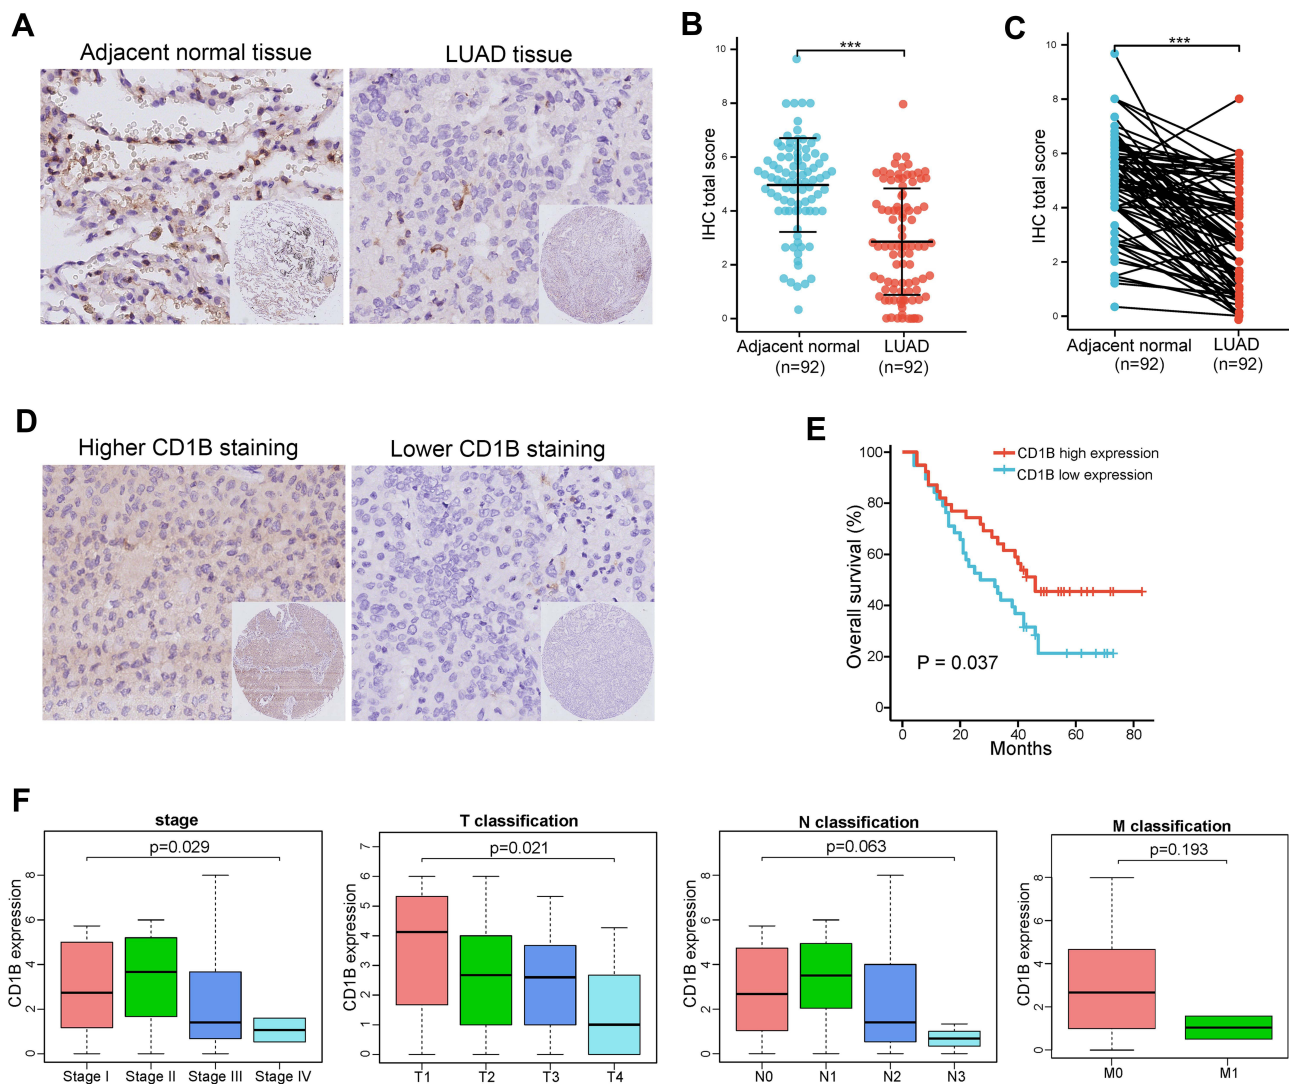 A
Adjacent normal tissue
LUAD tissue
B
IHC total score
10
8
6
4
2
0
***
Adjacent normal
(n=92)
LUAD
(n=92)
C
IHC total score
10
8
6
4
2
0
***
Adjacent normal
(n=92)
LUAD
(n=92)
D
Higher CD1B staining
Lower CD1B staining
E
Overall survival (%)
100
80
60
40
20
0
CD1B high expression
CD1B low expression
P = 0.037
0 20 40 60 80
Months
F
stage
p=0.029
CD1B expression
8
6
4
2
0
Stage I Stage II Stage III Stage IV
T classification
p=0.021
CD1B expression
7
6
5
4
3
2
1
0
T1 T2 T3 T4
N classification
p=0.063
CD1B expression
8
6
4
2
0
N0 N1 N2 N3
M classification
p=0.193
CD1B expression
8
6
4
2
0
M0 M1